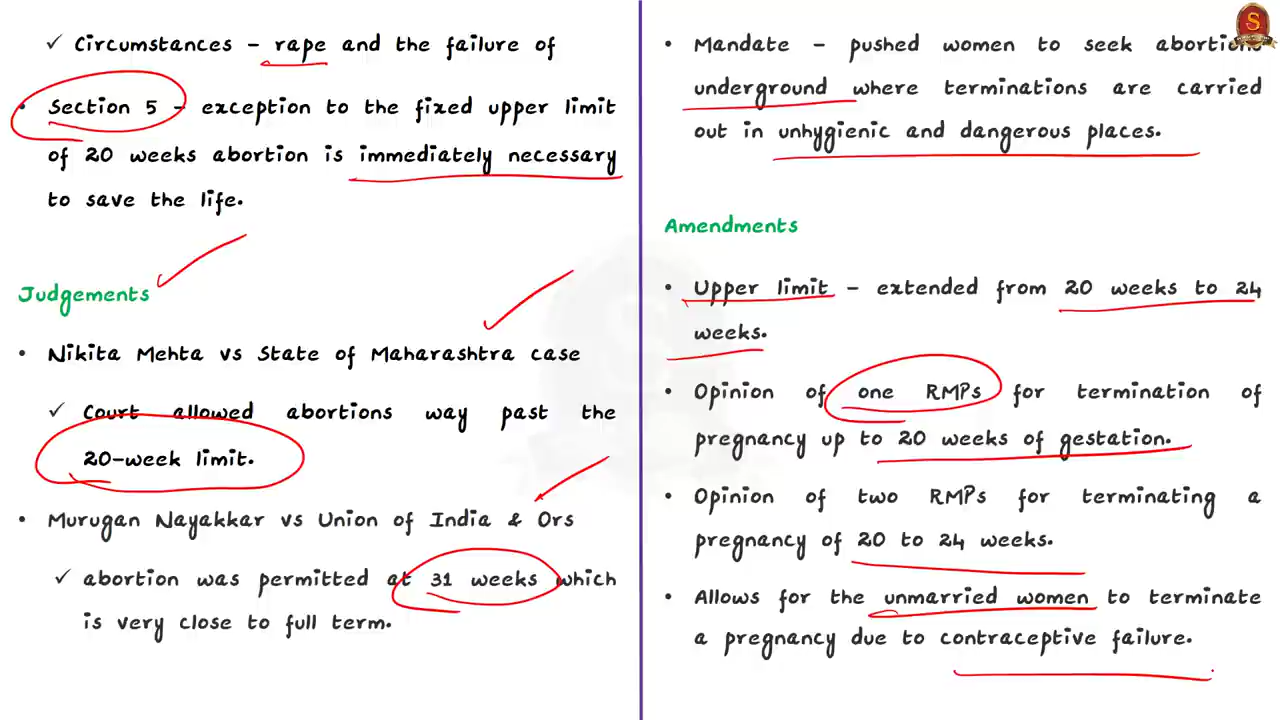 ✓ Circumstances – rape and the failure of
• Section 5 – exception to the fixed upper limit
of 20 weeks abortion is immediately necessary
to save the life.
Judgements
• Nikita Mehta vs State of Maharashtra case
✓ Court allowed abortions way past the
20-week limit.
• Murugan Nayakkar vs Union of India & Ors
✓ abortion was permitted at 31 weeks which
is very close to full term.
• Mandate – pushed women to seek abortions
underground where terminations are carried
out in unhygienic and dangerous places.
Amendments
• Upper limit – extended from 20 weeks to 24
weeks.
• Opinion of one RMPs for termination of
pregnancy up to 20 weeks of gestation.
• Opinion of two RMPs for terminating a
pregnancy of 20 to 24 weeks.
• Allows for the unmarried women to terminate
a pregnancy due to contraceptive failure.
S